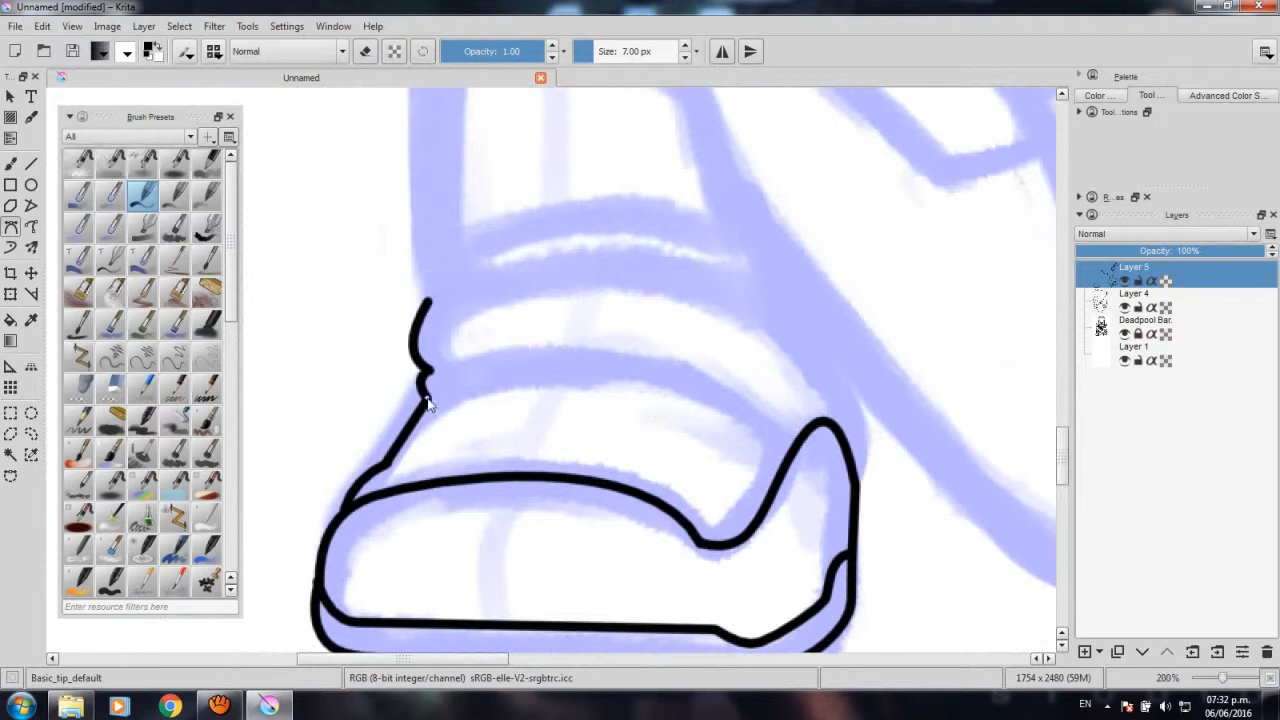 Unnamed [modified] – Krita
File Edit View Image Layer Select Filter Tools Settings Window Help
Normal Opacity: 1.00 Size: 7.00 px
T... Unnamed Palette
Color ... Tool ... Advanced Color S...
Tool...tions
Brush Presets
All
R...es
Layers
Normal
Opacity: 100%
Layer 5
Layer 4
Deadpool Bar
Layer 1
Enter resource filters here
Basic_tip_default RGB (8-bit integer/channel) sRGB-elle-V2-srgbtrc.icc 1754 x 2480 (59M) 200%
EN 07:32 p.m.
06/06/2016